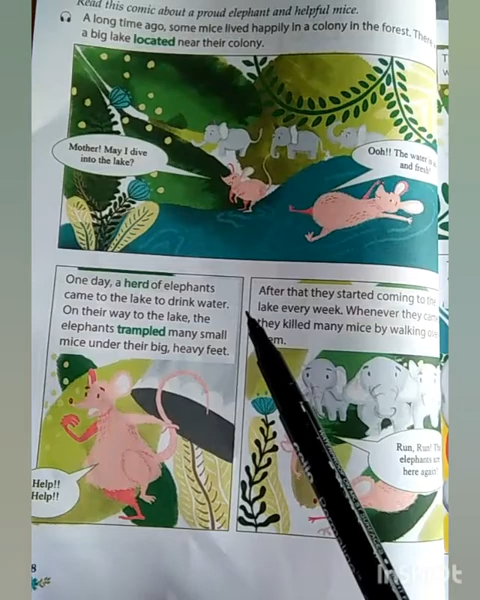 Read this comic about a proud elephant and helpful mice.
A long time ago, some mice lived happily in a colony in the forest. There
a big lake located near their colony.
Mother! May I dive
into the lake?
Ooh!! The water is
and fresh!
One day, a herd of elephants
came to the lake to drink water.
On their way to the lake, the
elephants trampled many small
mice under their big, heavy feet.
After that they started coming to the
lake every week. Whenever they
they killed many mice by walking
Help!!
Help!!
Run, Run!
elephants are
here again!
8
InShot